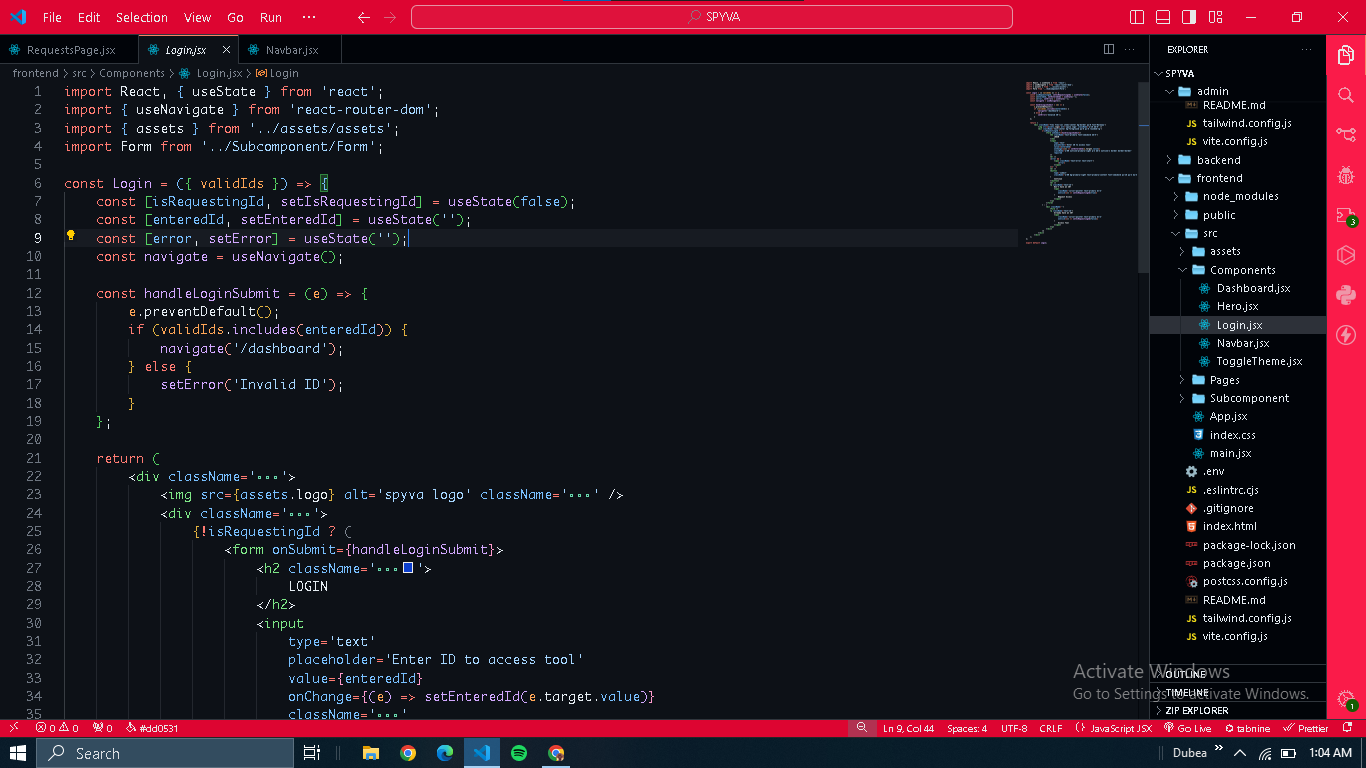 File Edit Selection View Go Run ··· SPYVA
RequestsPage.jsx Login.jsx Navbar.jsx
frontend > src > Components > Login.jsx > Login
1 import React, { useState } from 'react';
2 import { useNavigate } from 'react-router-dom';
3 import { assets } from '../assets/assets';
4 import Form from '../Subcomponent/Form';
5
6 const Login = ({ validIds }) => {
7 const [isRequestingId, setIsRequestingId] = useState(false);
8 const [enteredId, setEnteredId] = useState('');
9 const [error, setError] = useState('');
10 const navigate = useNavigate();
11
12 const handleLoginSubmit = (e) => {
13 e.preventDefault();
14 if (validIds.includes(enteredId)) {
15 navigate('/dashboard');
16 } else {
17 setError('Invalid ID');
18 }
19 };
20
21 return (
22 <div className='•••'>
23 <img src={assets.logo} alt='spyva logo' className='•••' />
24 <div className='•••'>
25 {!isRequestingId ? (
26 <form onSubmit={handleLoginSubmit}>
27 <h2 className='•••'>
28 LOGIN
29 </h2>
30 <input
31 type='text'
32 placeholder='Enter ID to access tool'
33 value={enteredId}
34 onChange={(e) => setEnteredId(e.target.value)}
35 className='•••'
EXPLORER ···
SPYVA
admin
README.md
tailwind.config.js
vite.config.js
backend
frontend
node_modules
public
src
assets
Components
Dashboard.jsx
Hero.jsx
Login.jsx
Navbar.jsx
ToggleTheme.jsx
Pages
Subcomponent
App.jsx
index.css
main.jsx
.env
.eslintrc.cjs
.gitignore
index.html
package-lock.json
package.json
postcss.config.js
README.md
tailwind.config.js
vite.config.js
OUTLINE
TIMELINE
ZIP EXPLORER
3
1
Activate Windows
Go to Settings to activate Windows.
0 0 0 #dd0531 Ln 9, Col 44 Spaces: 4 UTF-8 CRLF JavaScript JSX Go Live tabnine Prettier
Search Dubea 1:04 AM